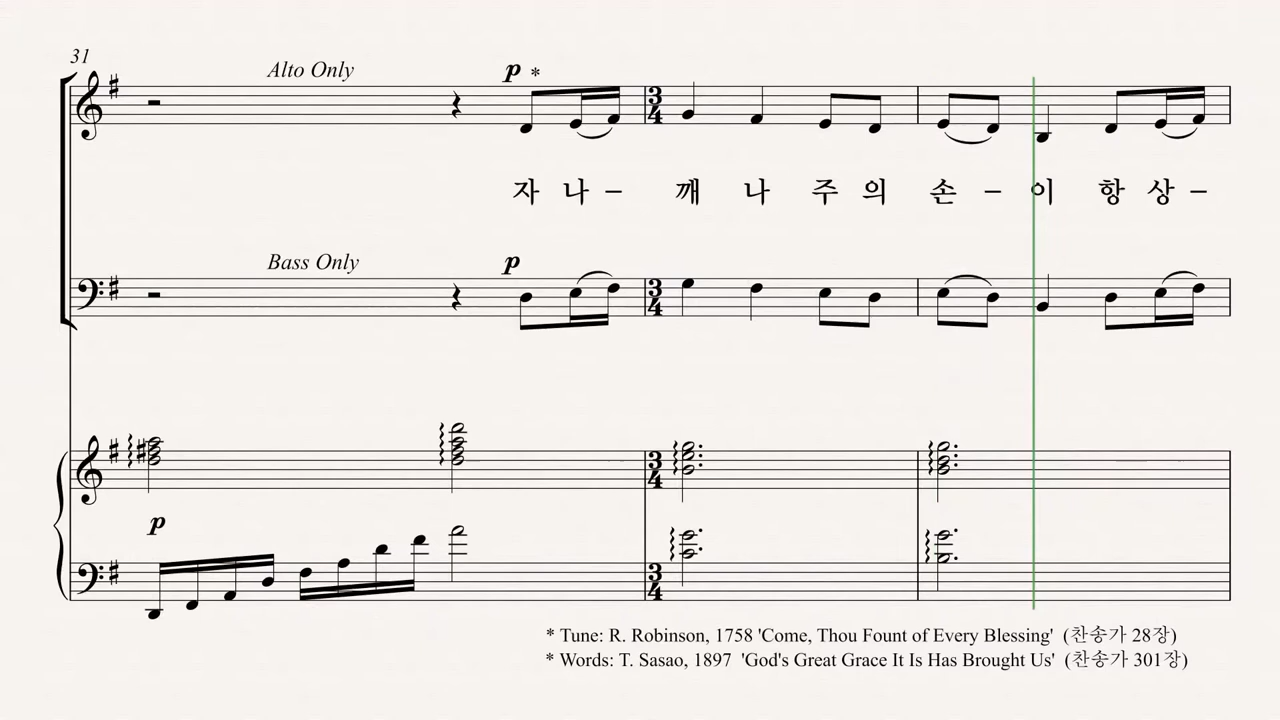 31
Alto Only
p *
자 나 – 깨 나 주 의 손 – 이 항 상 –
Bass Only
p
p
* Tune: R. Robinson, 1758 'Come, Thou Fount of Every Blessing' (찬송가 28장)
* Words: T. Sasao, 1897 'God's Great Grace It Is Has Brought Us' (찬송가 301장)